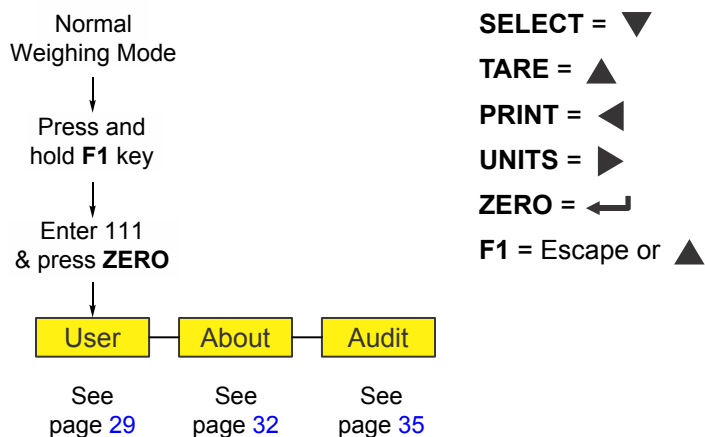 Normal
Weighing Mode
Press and
hold F1 key
Enter 111
& press ZERO
User
About
Audit
See
page 29
See
page 32
See
page 35
SELECT = ▼
TARE = ▲
PRINT = ◀
UNITS = ▶
ZERO = ↵
F1 = Escape or ▲